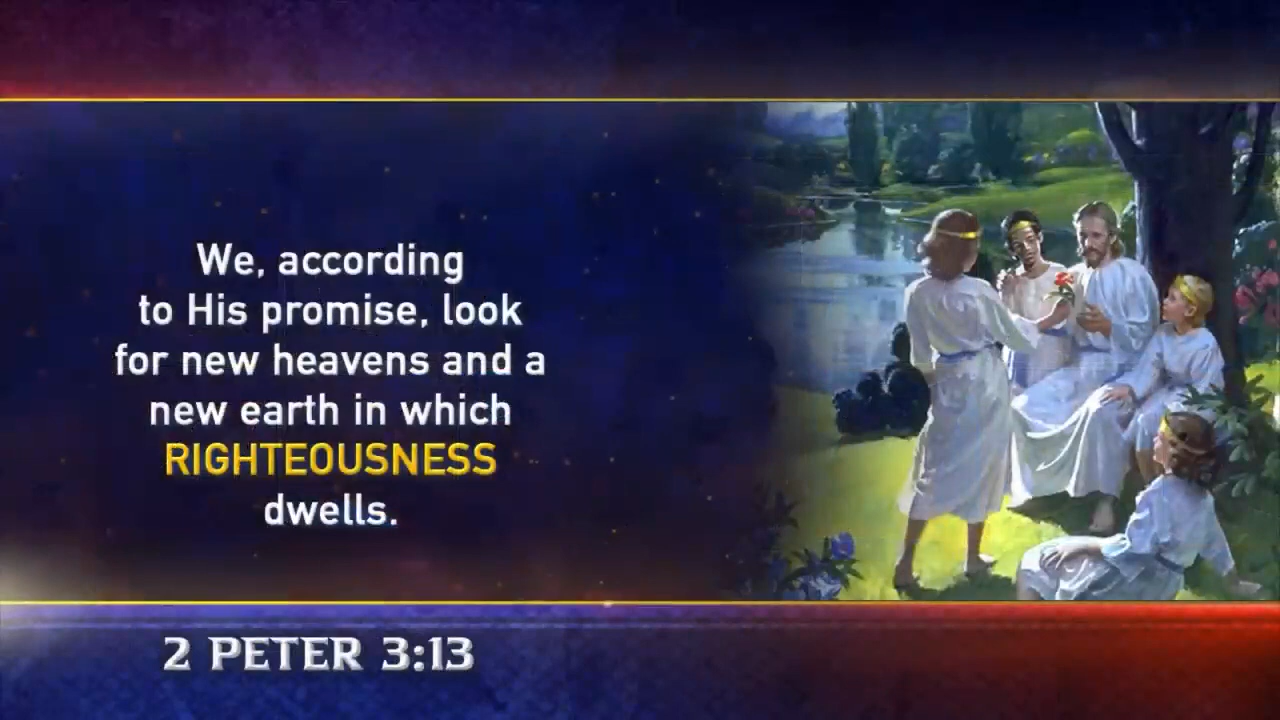 We, according
to His promise, look
for new heavens and a
new earth in which
RIGHTEOUSNESS
dwells.
2 PETER 3:13